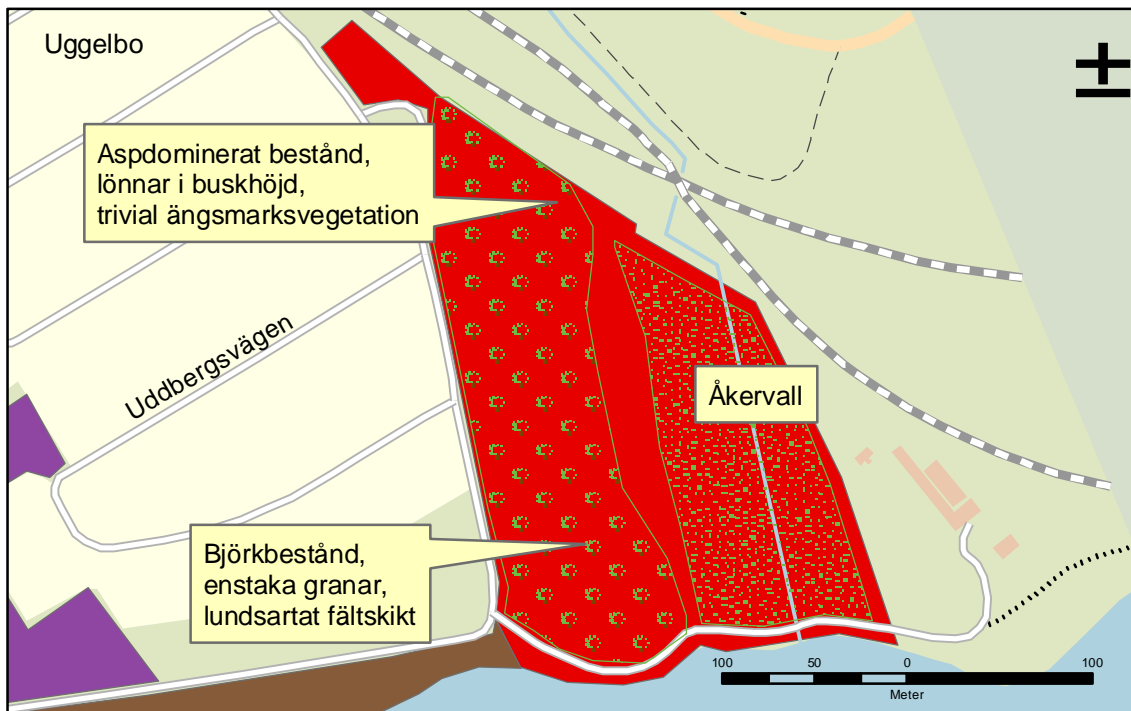 Uggelbo
Aspdominerat bestånd,
lönnar i buskhöjd,
trivial ängsmarksvegetation
Uddbergsvägen
Åkervall
Björkbestånd,
enstaka granar,
lundsartat fältskikt
100 50 0 100
Meter